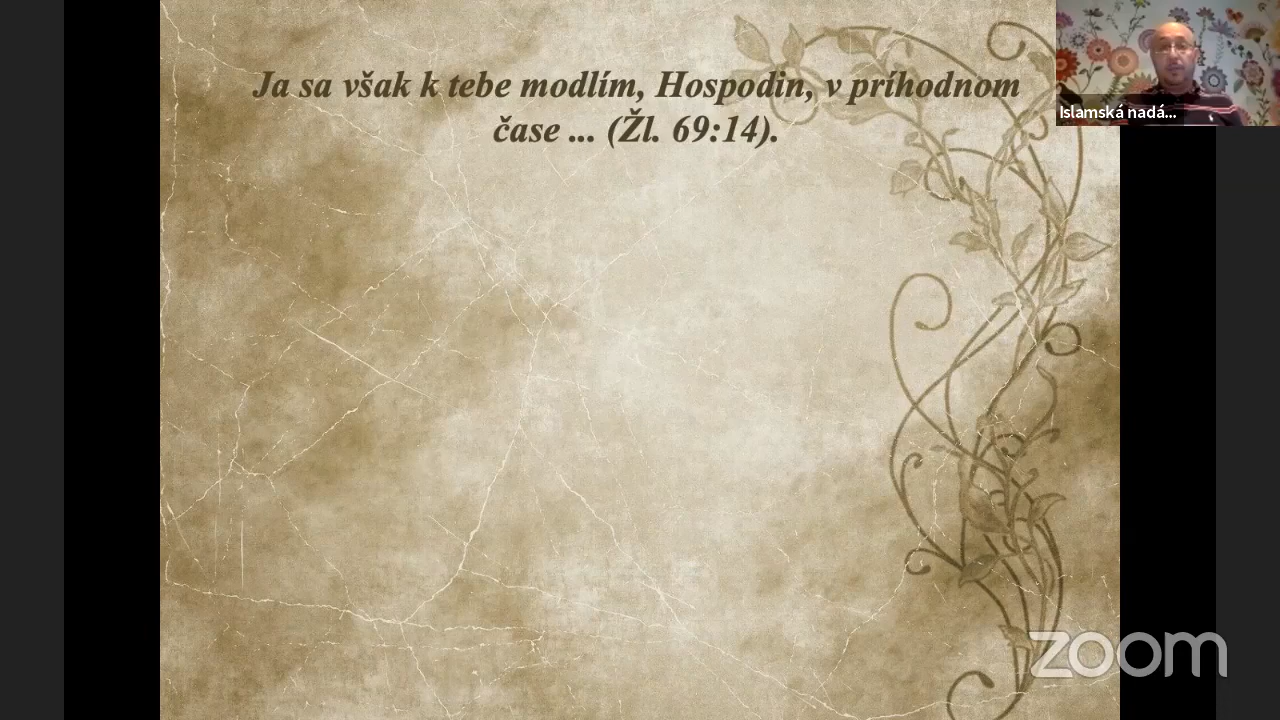 Ja sa však k tebe modlím, Hospodin, v príhodnom
čase ... (Žl. 69:14).
Islamská nadá...
zoom